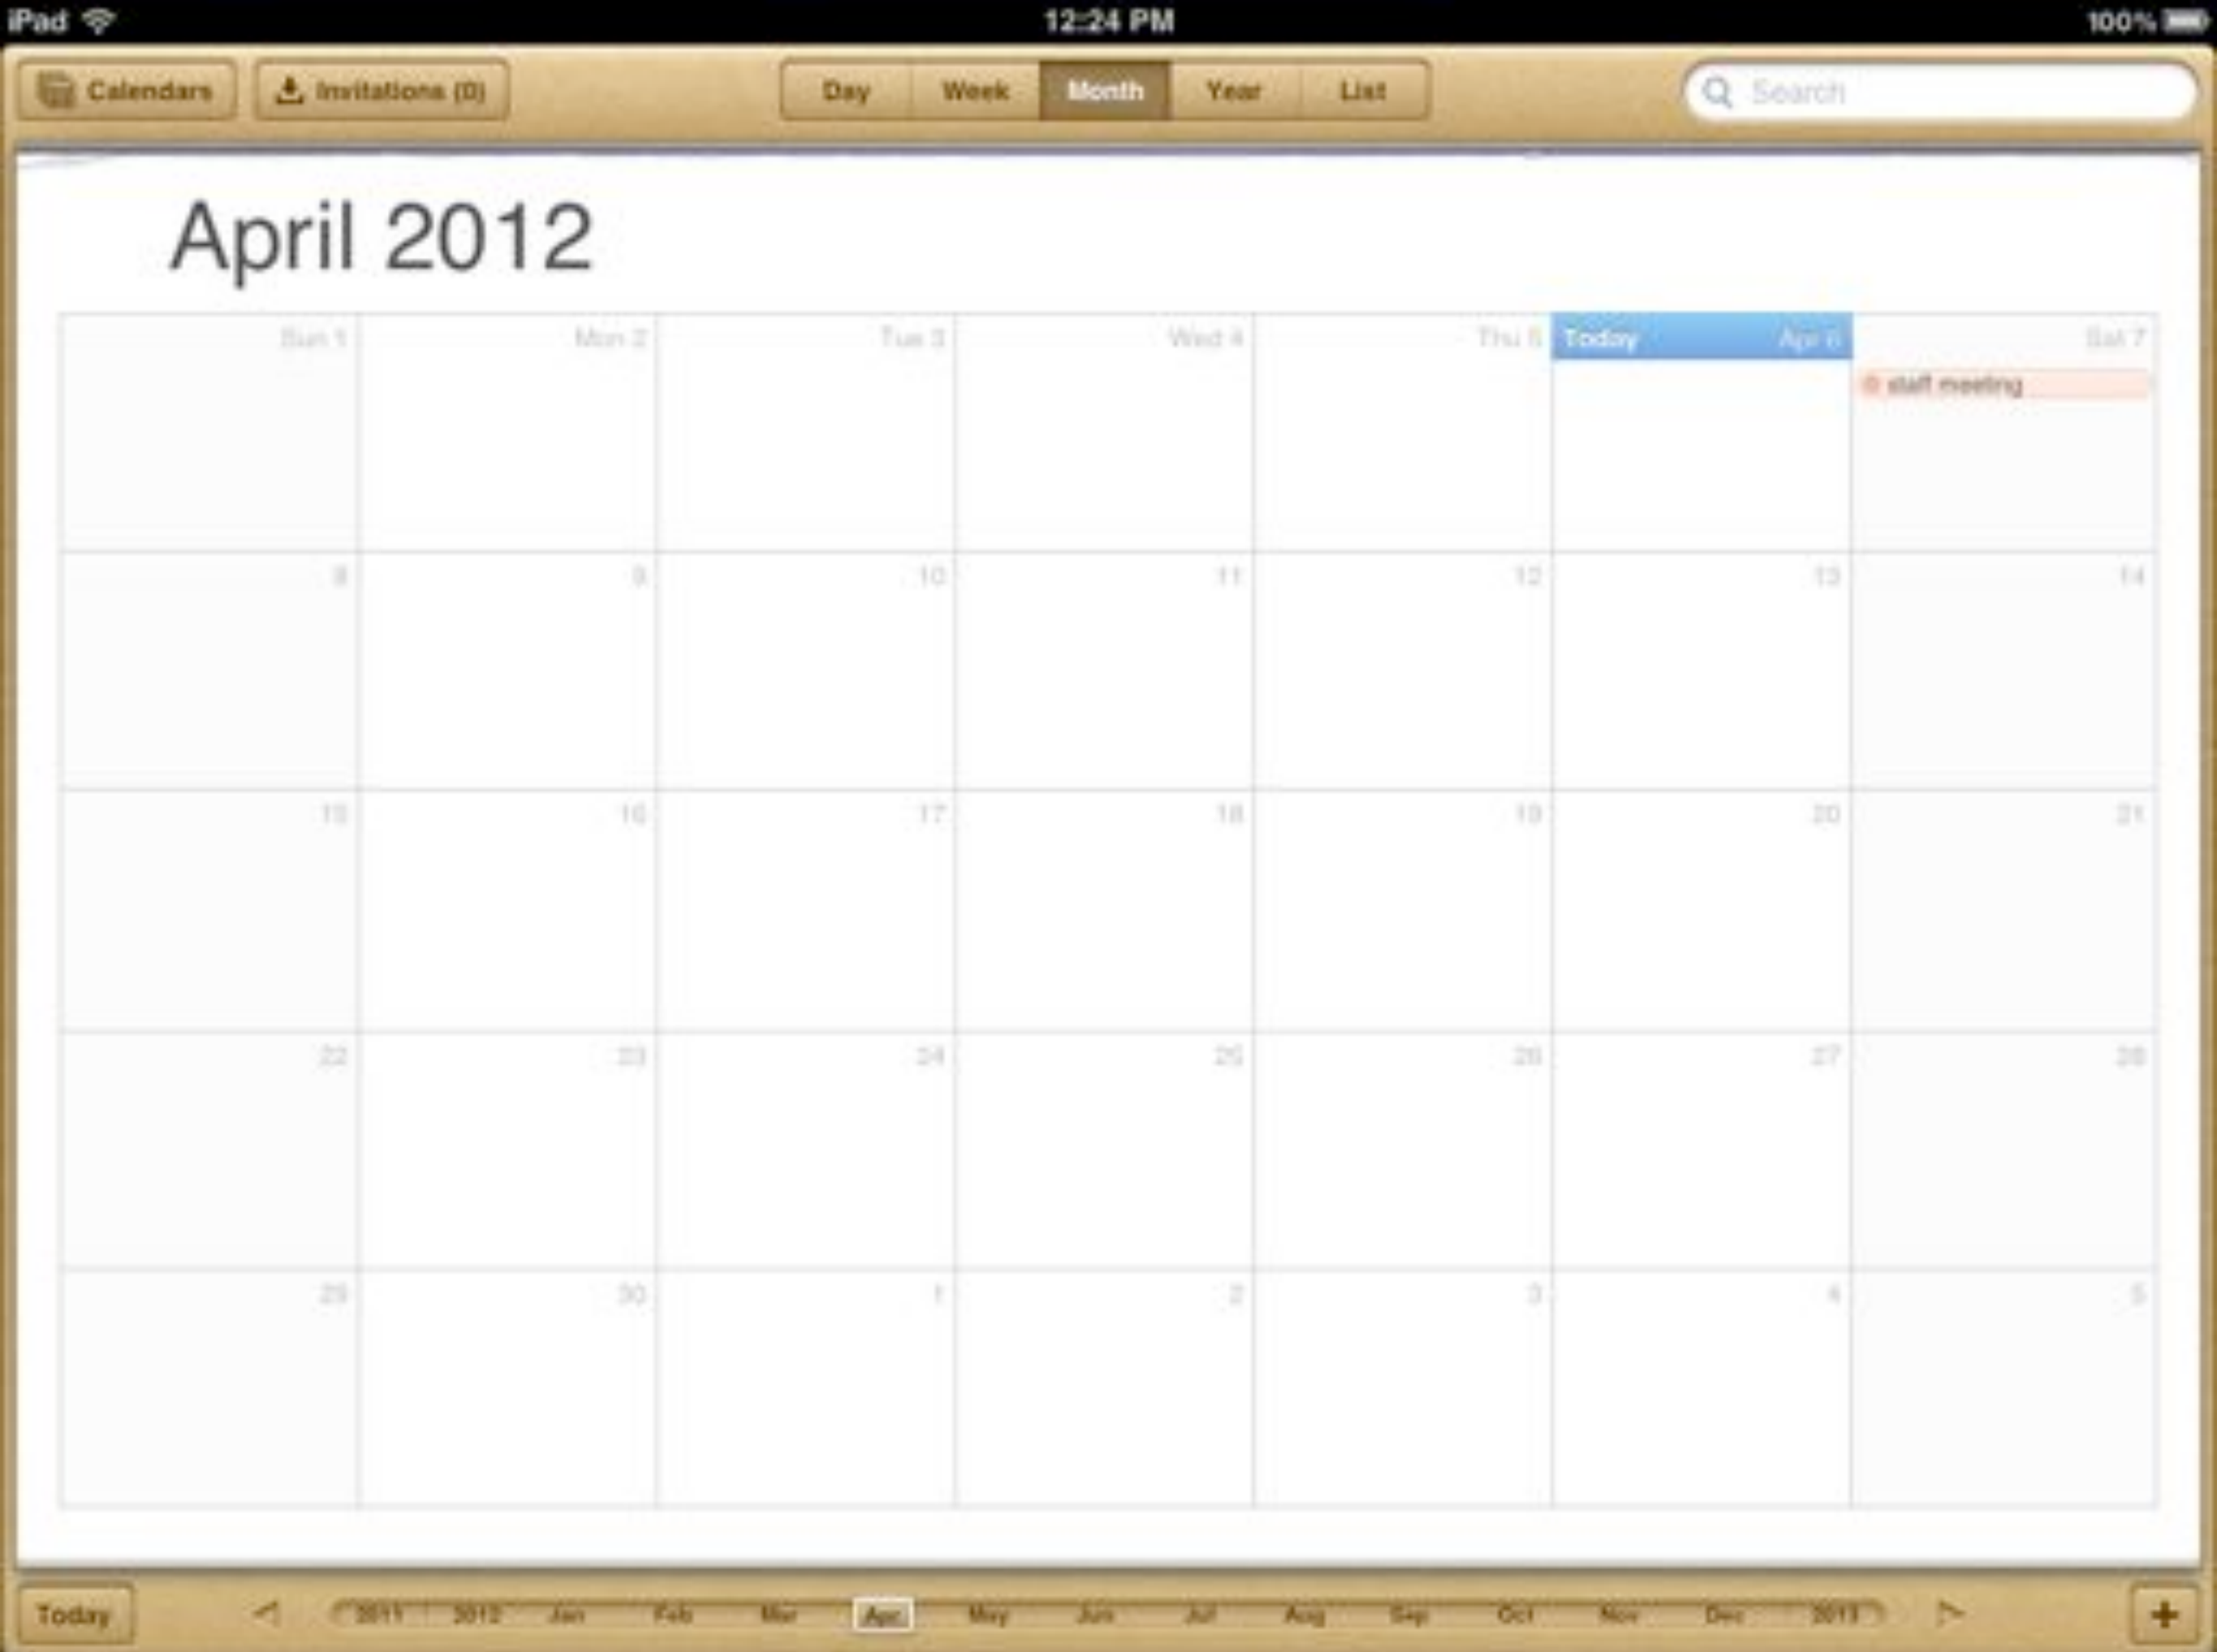 iPad 12:24 PM 100%
Calendars Invitations (0) Day Week Month Year List Search
April 2012
Sun 1 Mon 2 Tue 3 Wed 4 Thu 5 Today Apr 6 Sat 7
staff meeting
8 9 10 11 12 13 14
15 16 17 18 19 20 21
22 23 24 25 26 27 28
29 30 1 2 3 4 5
Today 2011 2012 Jan Feb Mar Apr May Jun Jul Aug Sep Oct Nov Dec 2013 +